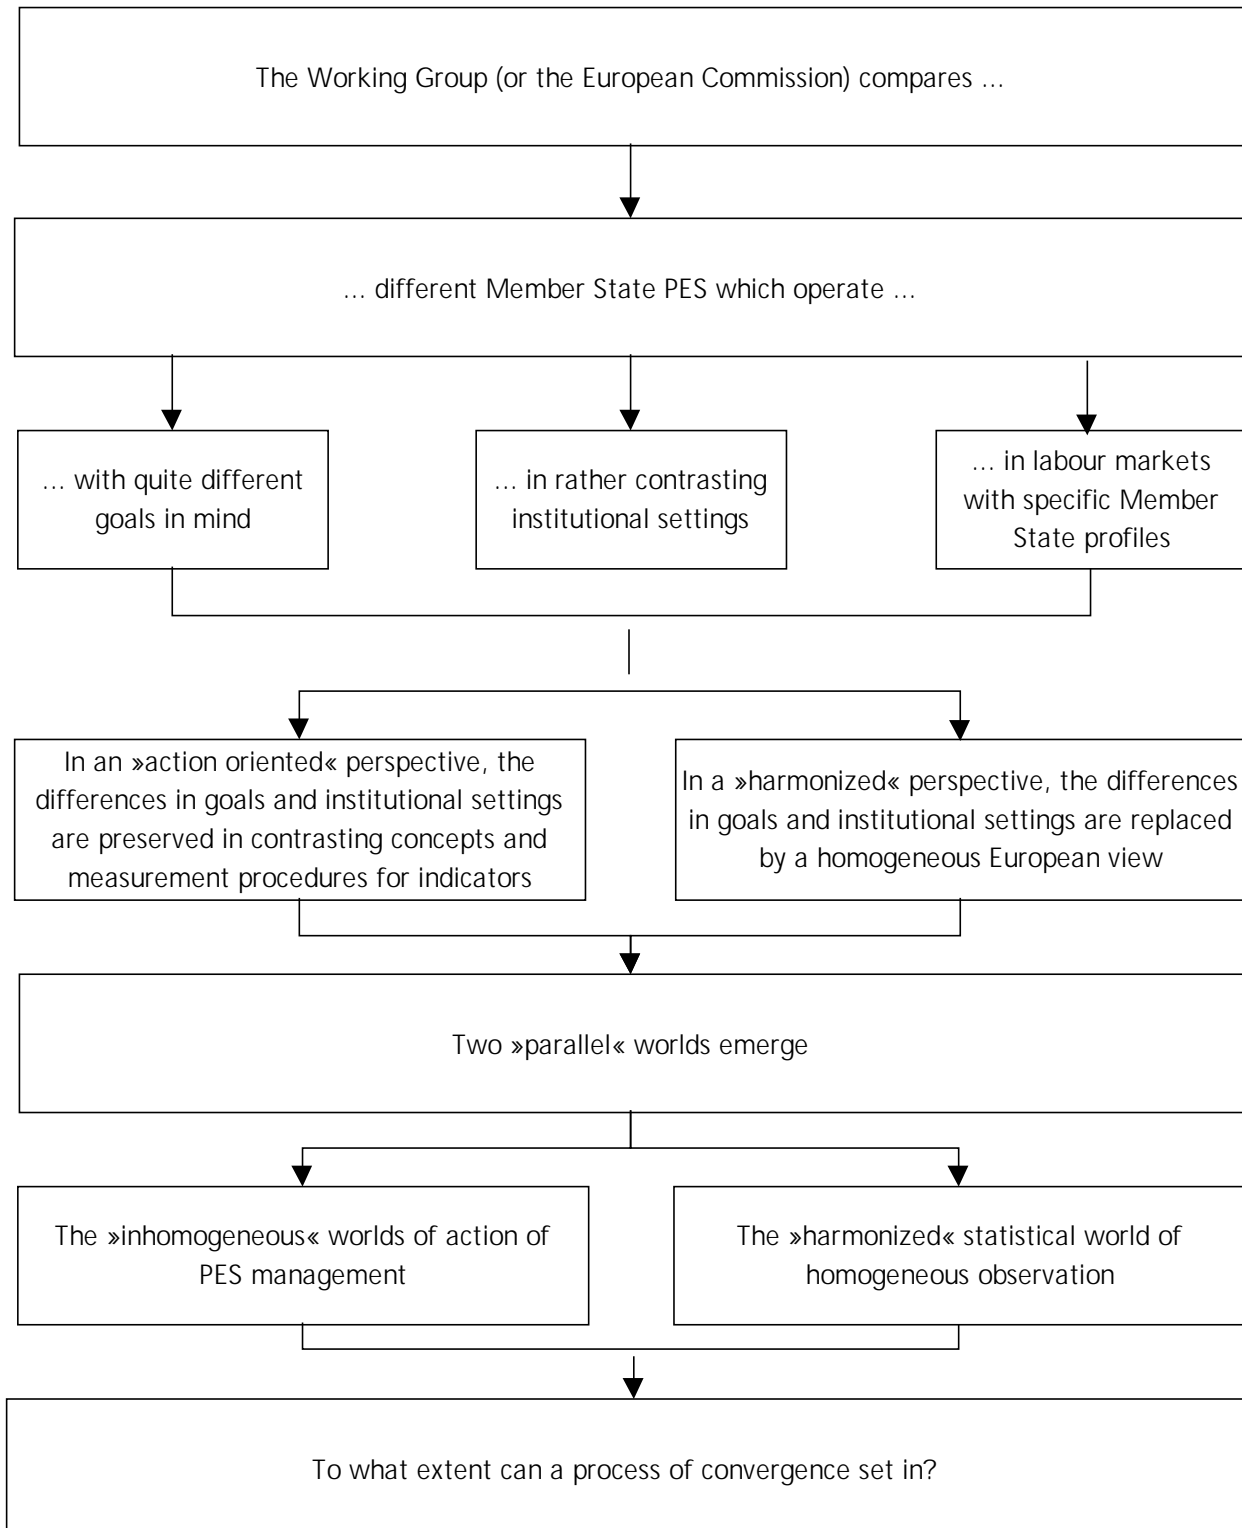 The Working Group (or the European Commission) compares …
… different Member State PES which operate …
… with quite different
goals in mind
… in rather contrasting
institutional settings
… in labour markets
with specific Member
State profiles
In an »action oriented« perspective, the
differences in goals and institutional settings
are preserved in contrasting concepts and
measurement procedures for indicators
In a »harmonized« perspective, the differences
in goals and institutional settings are replaced
by a homogeneous European view
Two »parallel« worlds emerge
The »inhomogeneous« worlds of action of
PES management
The »harmonized« statistical world of
homogeneous observation
To what extent can a process of convergence set in?